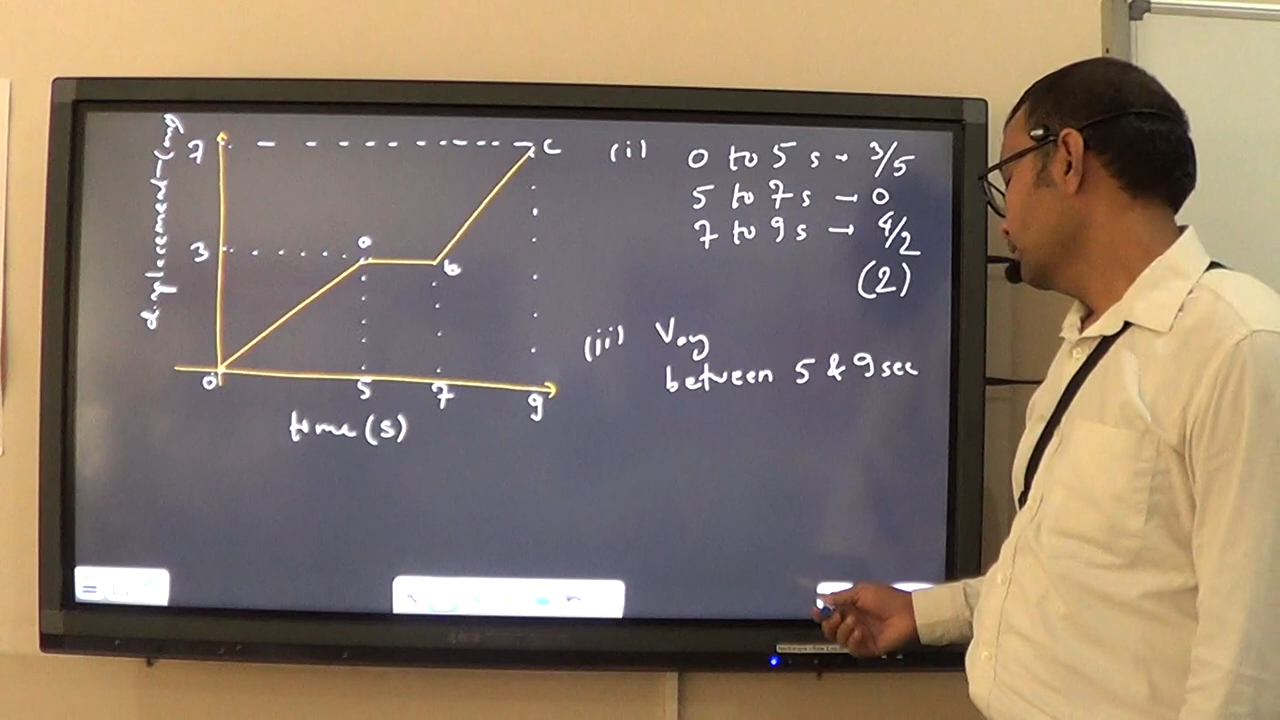 displacement-(m)
7
3
0
a
b
c
5
7
9
time(s)
(i) 0 to 5 s → 3/5
5 to 7 s → 0
7 to 9 s → 4/2
(2)
(ii) Vavg
between 5 & 9 sec